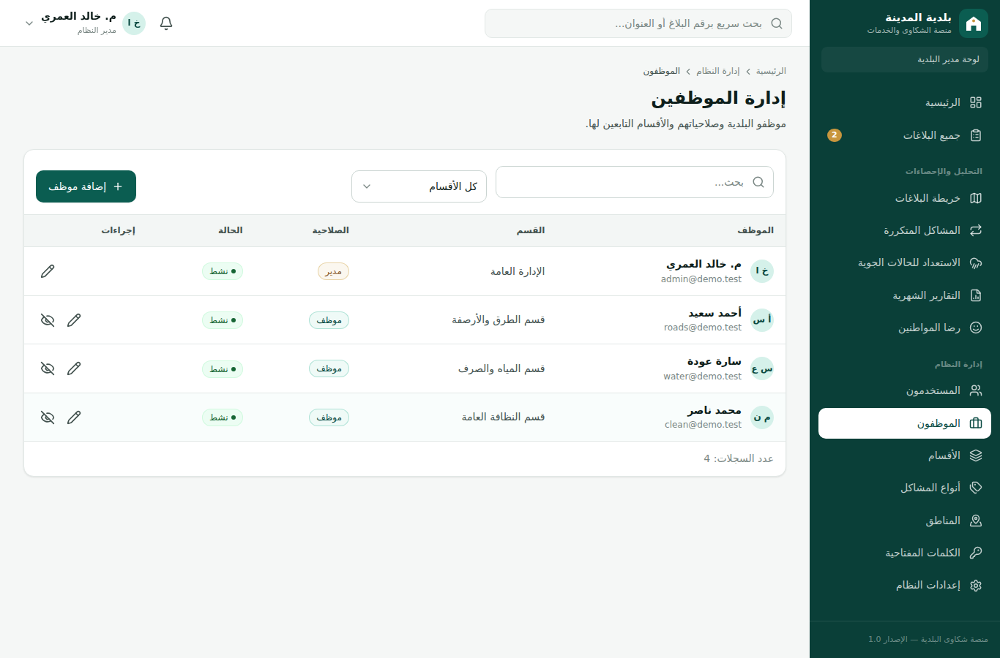 بلدية المدينة
منصة الشكاوى والخدمات
لوحة مدير البلدية
الرئيسية
جميع البلاغات 2
التحليل والإحصاءات
خريطة البلاغات
المشاكل المتكررة
الاستعداد للحالات الجوية
التقارير الشهرية
رضا المواطنين
إدارة النظام
المستخدمون
الموظفون
الأقسام
أنواع المشاكل
المناطق
الكلمات المفتاحية
إعدادات النظام
منصة شكاوى البلدية — الإصدار 1.0
بحث سريع برقم البلاغ أو العنوان...
خ ا م. خالد العمري
مدير النظام
الرئيسية إدارة النظام الموظفون
إدارة الموظفين
موظفو البلدية وصلاحياتهم والأقسام التابعين لها.
بحث... كل الأقسام إضافة موظف
الموظف القسم الصلاحية الحالة إجراءات
خ ا م. خالد العمري الإدارة العامة مدير نشط
admin@demo.test
أ س أحمد سعيد قسم الطرق والأرصفة موظف نشط
roads@demo.test
س ع سارة عودة قسم المياه والصرف موظف نشط
water@demo.test
م ن محمد ناصر قسم النظافة العامة موظف نشط
clean@demo.test
عدد السجلات: 4